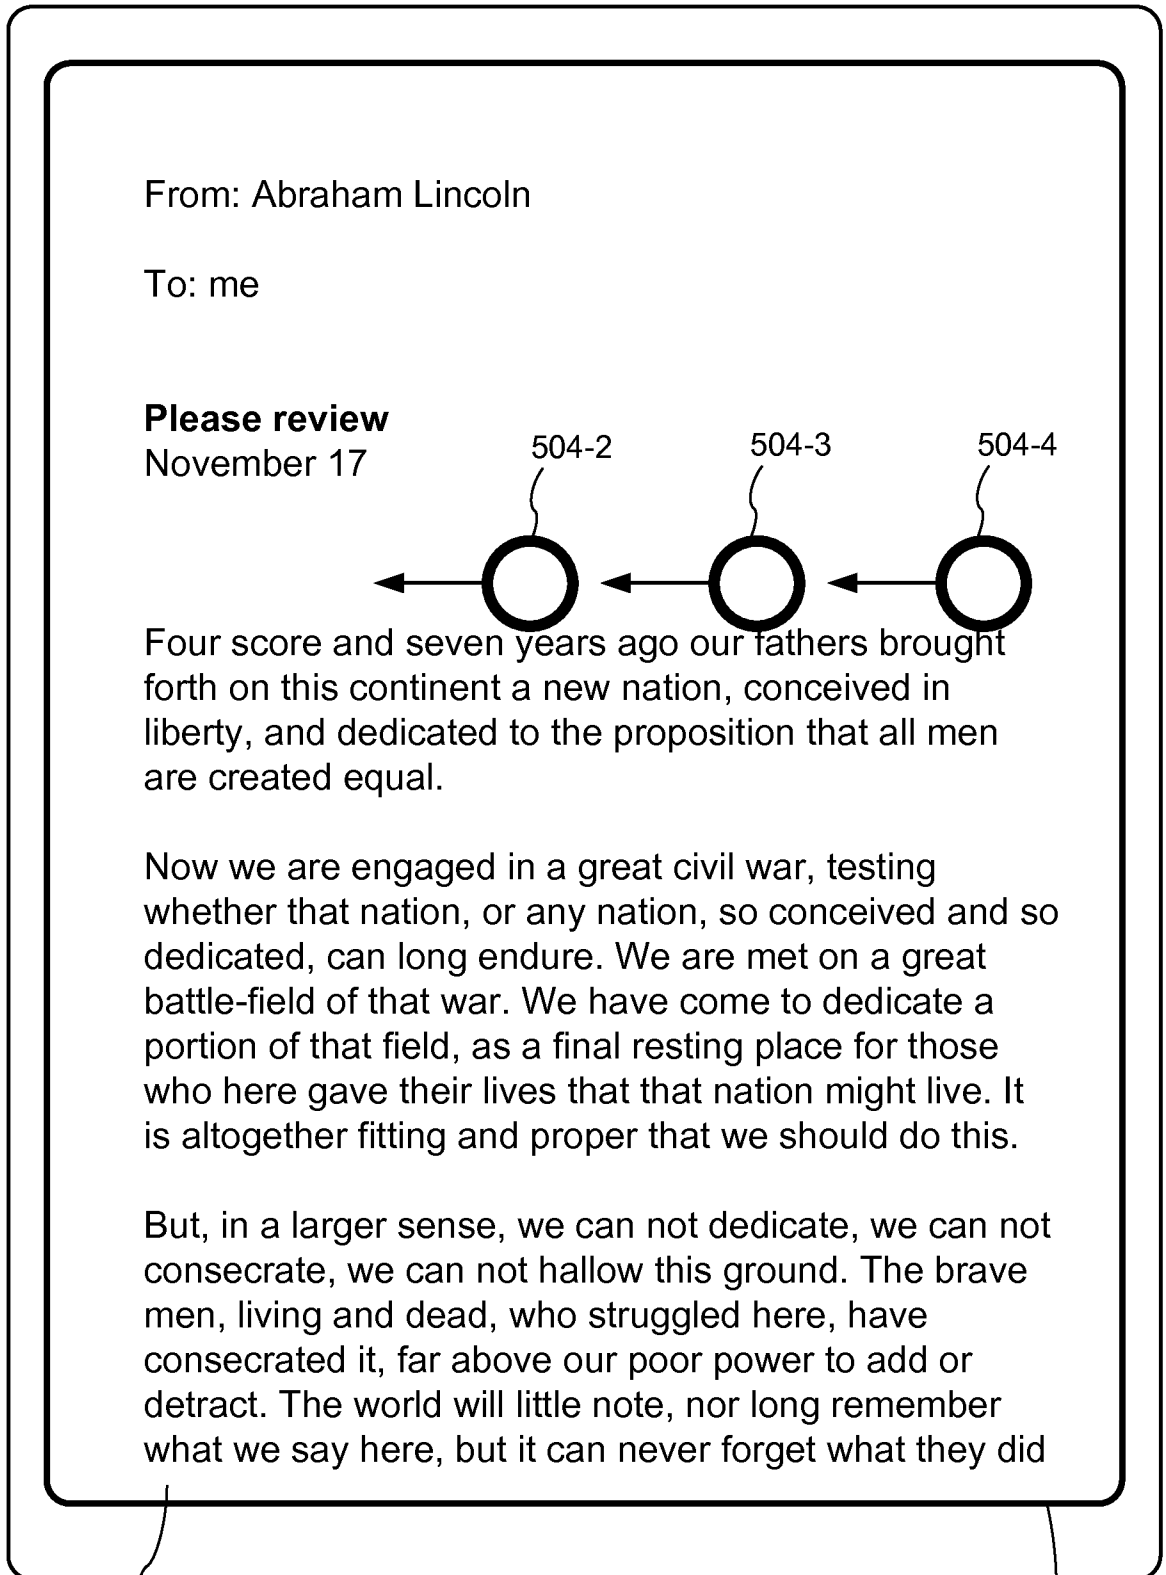 From: Abraham Lincoln
To: me
Please review
November 17
504-2
504-3
504-4
Four score and seven years ago our fathers brought
forth on this continent a new nation, conceived in
liberty, and dedicated to the proposition that all men
are created equal.
Now we are engaged in a great civil war, testing
whether that nation, or any nation, so conceived and so
dedicated, can long endure. We are met on a great
battle-field of that war. We have come to dedicate a
portion of that field, as a final resting place for those
who here gave their lives that that nation might live. It
is altogether fitting and proper that we should do this.
But, in a larger sense, we can not dedicate, we can not
consecrate, we can not hallow this ground. The brave
men, living and dead, who struggled here, have
consecrated it, far above our poor power to add or
detract. The world will little note, nor long remember
what we say here, but it can never forget what they did